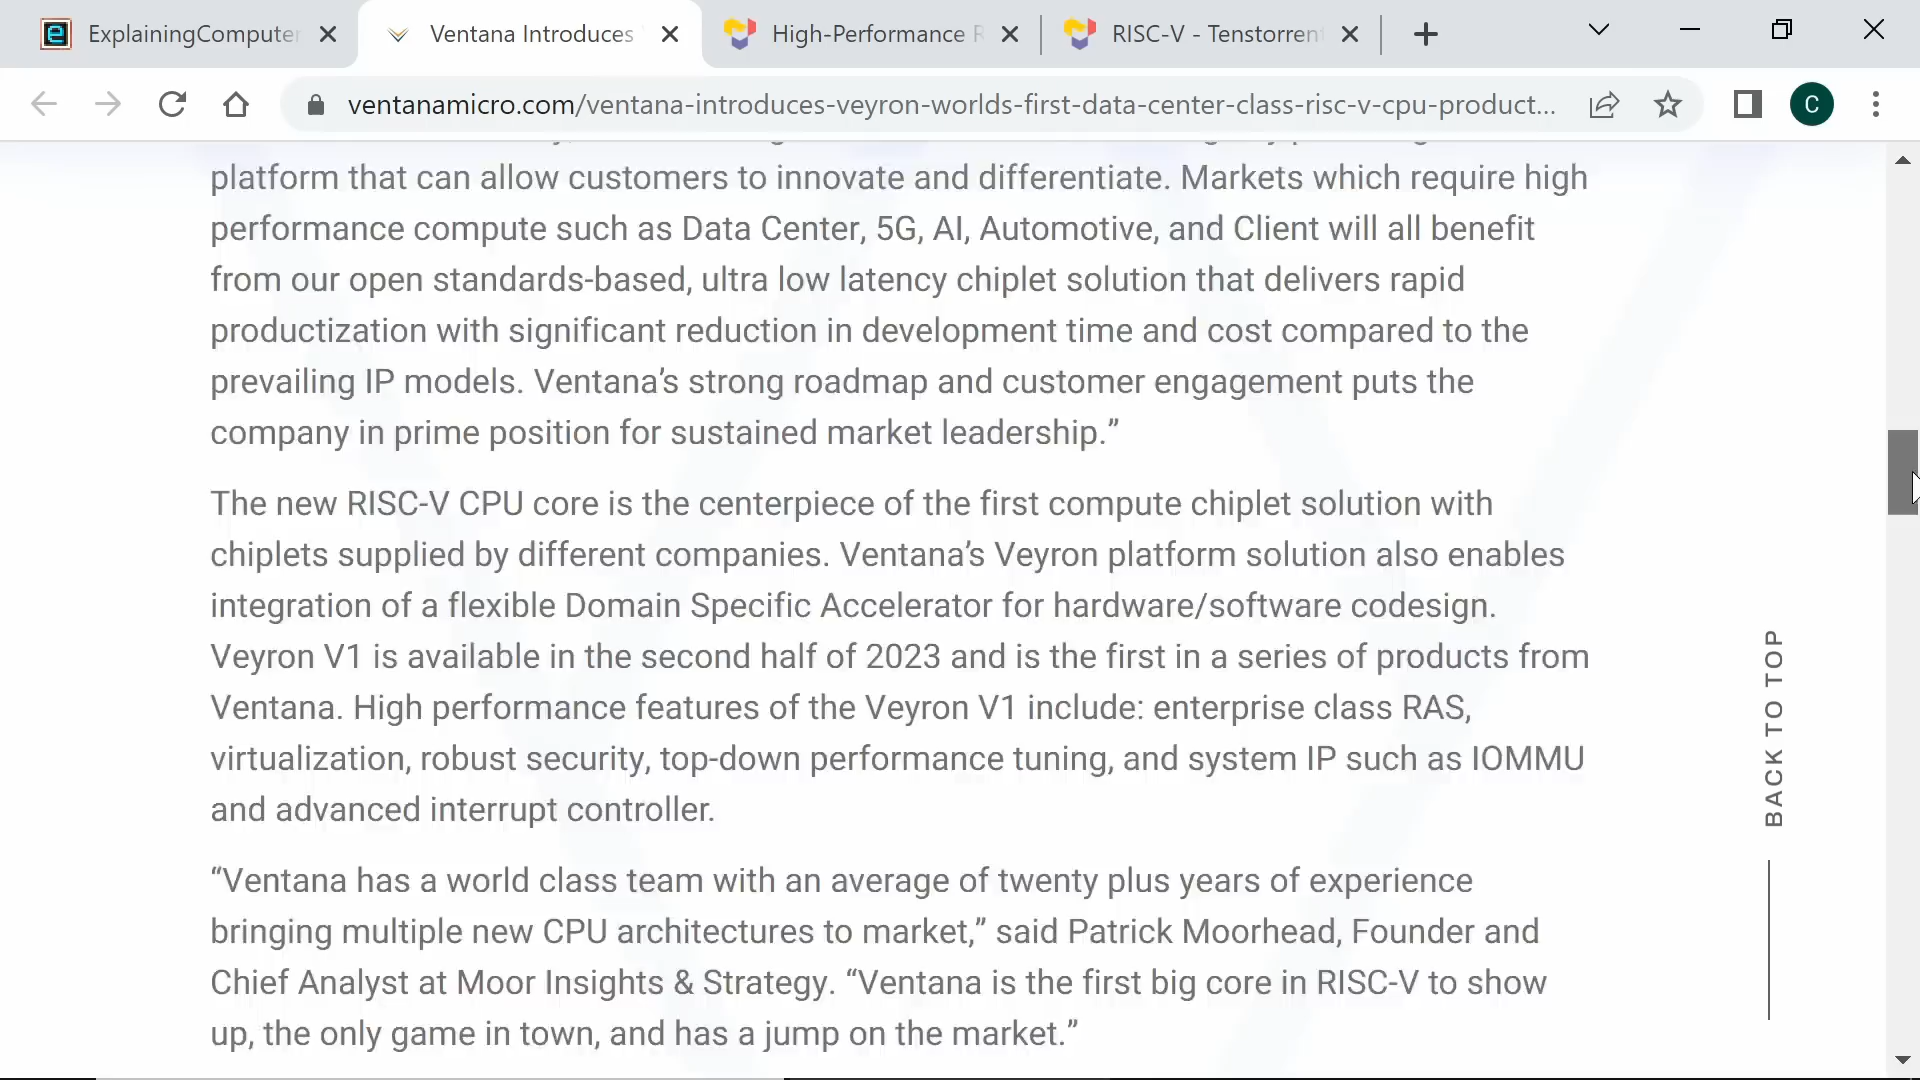 ExplainingComputer
Ventana Introduces
High-Performance R
RISC-V - Tenstorrent
ventanamicro.com/ventana-introduces-veyron-worlds-first-data-center-class-risc-v-cpu-product...
C
platform that can allow customers to innovate and differentiate. Markets which require high
performance compute such as Data Center, 5G, AI, Automotive, and Client will all benefit
from our open standards-based, ultra low latency chiplet solution that delivers rapid
productization with significant reduction in development time and cost compared to the
prevailing IP models. Ventana’s strong roadmap and customer engagement puts the
company in prime position for sustained market leadership.”
The new RISC-V CPU core is the centerpiece of the first compute chiplet solution with
chiplets supplied by different companies. Ventana’s Veyron platform solution also enables
integration of a flexible Domain Specific Accelerator for hardware/software codesign.
Veyron V1 is available in the second half of 2023 and is the first in a series of products from
Ventana. High performance features of the Veyron V1 include: enterprise class RAS,
virtualization, robust security, top-down performance tuning, and system IP such as IOMMU
and advanced interrupt controller.
“Ventana has a world class team with an average of twenty plus years of experience
bringing multiple new CPU architectures to market,” said Patrick Moorhead, Founder and
Chief Analyst at Moor Insights & Strategy. “Ventana is the first big core in RISC-V to show
up, the only game in town, and has a jump on the market.”
BACK TO TOP